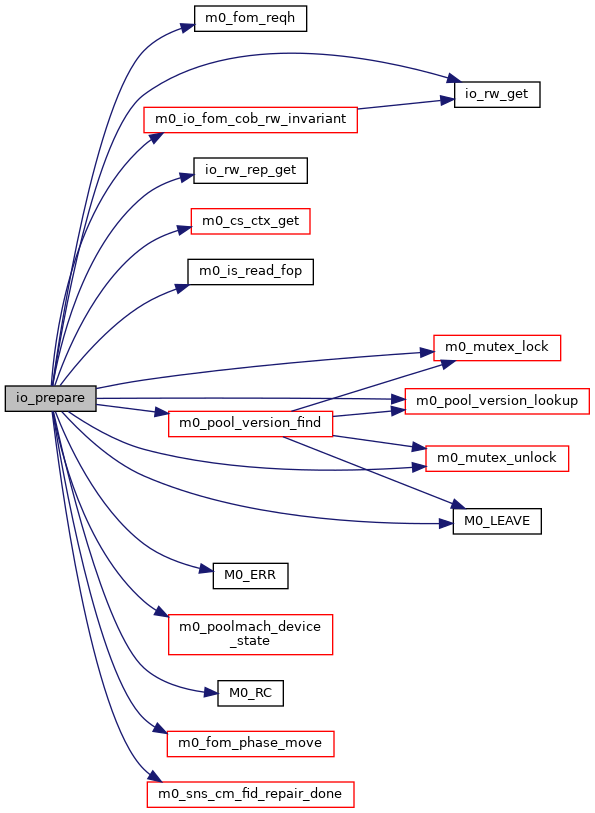 m0_fom_reqh
io_rw_get
m0_io_fom_cob_rw_invariant
io_rw_rep_get
m0_cs_ctx_get
m0_is_read_fop
m0_mutex_lock
io_prepare
m0_pool_version_lookup
m0_pool_version_find
m0_mutex_unlock
M0_LEAVE
M0_ERR
m0_poolmach_device
_state
M0_RC
m0_fom_phase_move
m0_sns_cm_fid_repair_done